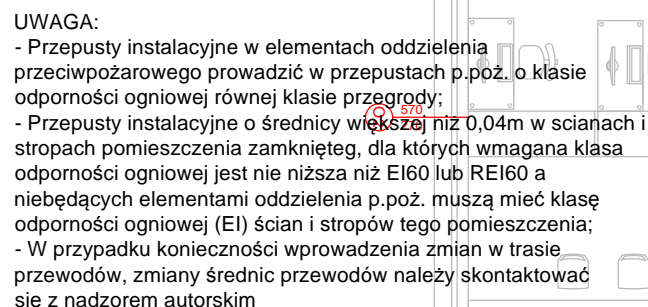 UWAGA:
- Przepusty instalacyjne w elementach oddzielenia
przeciwpożarowego prowadzić w przepustach p.poż. o klasie
odporności ogniowej równej klasie przegrody;
570
- Przepusty instalacyjne o średnicy większej niż 0,04m w scianach i
stropach pomieszczenia zamknięteg, dla których wmagana klasa
odporności ogniowej jest nie niższa niż EI60 lub REI60 a
niebędących elementami oddzielenia p.poż. muszą mieć klasę
odporności ogniowej (EI) ścian i stropów tego pomieszczenia;
- W przypadku konieczności wprowadzenia zmian w trasie
przewodów, zmiany średnic przewodów należy skontaktować
się z nadzorem autorskim